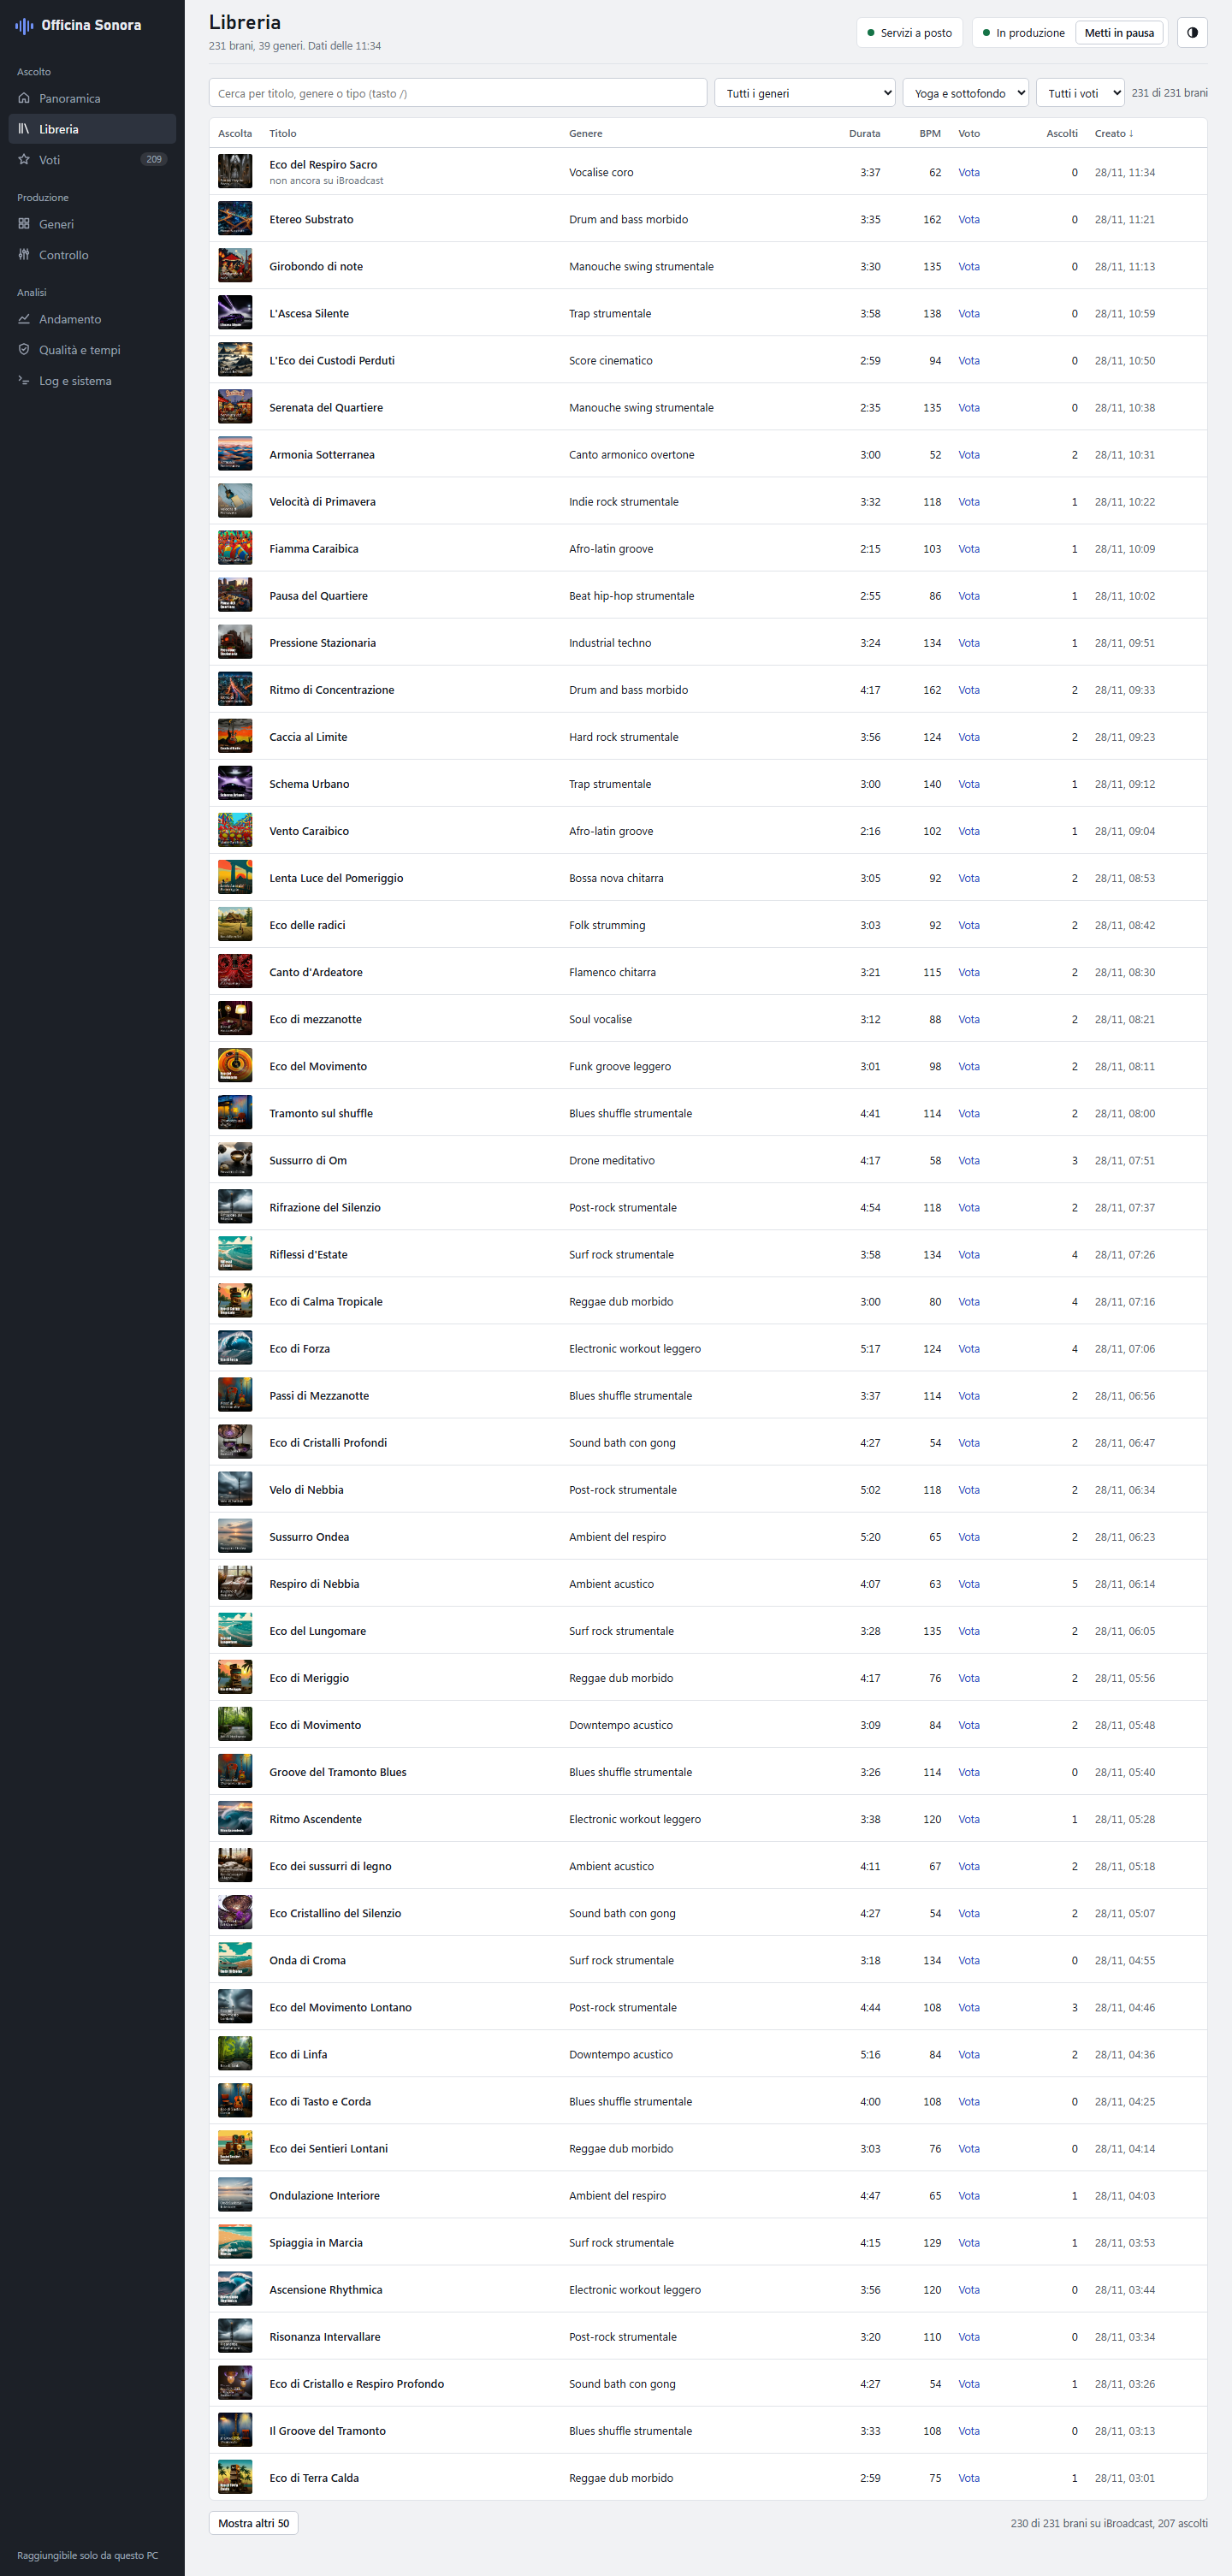 Officina Sonora
Ascolto
Panoramica
Libreria
Voti 209
Produzione
Generi
Controllo
Analisi
Andamento
Qualità e tempi
Log e sistema
Raggiungibile solo da questo PC
Libreria
231 brani, 39 generi. Dati delle 11:34
Servizi a posto
In produzione Metti in pausa
Cerca per titolo, genere o tipo (tasto /) Tutti i generi Yoga e sottofondo Tutti i voti 231 di 231 brani
Ascolta Titolo Genere Durata BPM Voto Ascolti Creato ↓
Eco del Respiro Sacro Vocalise coro 3:37 62 Vota 0 28/11, 11:34
non ancora su iBroadcast
Etereo Substrato Drum and bass morbido 3:35 162 Vota 0 28/11, 11:21
Girobondo di note Manouche swing strumentale 3:30 135 Vota 0 28/11, 11:13
L'Ascesa Silente Trap strumentale 3:58 138 Vota 0 28/11, 10:59
L'Eco dei Custodi Perduti Score cinematico 2:59 94 Vota 0 28/11, 10:50
Serenata del Quartiere Manouche swing strumentale 2:35 135 Vota 0 28/11, 10:38
Armonia Sotterranea Canto armonico overtone 3:00 52 Vota 2 28/11, 10:31
Velocità di Primavera Indie rock strumentale 3:32 118 Vota 1 28/11, 10:22
Fiamma Caraibica Afro-latin groove 2:15 103 Vota 1 28/11, 10:09
Pausa del Quartiere Beat hip-hop strumentale 2:55 86 Vota 1 28/11, 10:02
Pressione Stazionaria Industrial techno 3:24 134 Vota 1 28/11, 09:51
Ritmo di Concentrazione Drum and bass morbido 4:17 162 Vota 2 28/11, 09:33
Caccia al Limite Hard rock strumentale 3:56 124 Vota 2 28/11, 09:23
Schema Urbano Trap strumentale 3:00 140 Vota 1 28/11, 09:12
Vento Caraibico Afro-latin groove 2:16 102 Vota 1 28/11, 09:04
Lenta Luce del Pomeriggio Bossa nova chitarra 3:05 92 Vota 2 28/11, 08:53
Eco delle radici Folk strumming 3:03 92 Vota 2 28/11, 08:42
Canto d'Ardeatore Flamenco chitarra 3:21 115 Vota 2 28/11, 08:30
Eco di mezzanotte Soul vocalise 3:12 88 Vota 2 28/11, 08:21
Eco del Movimento Funk groove leggero 3:01 98 Vota 2 28/11, 08:11
Tramonto sul shuffle Blues shuffle strumentale 4:41 114 Vota 2 28/11, 08:00
Sussurro di Om Drone meditativo 4:17 58 Vota 3 28/11, 07:51
Rifrazione del Silenzio Post-rock strumentale 4:54 118 Vota 2 28/11, 07:37
Riflessi d'Estate Surf rock strumentale 3:58 134 Vota 4 28/11, 07:26
Eco di Calma Tropicale Reggae dub morbido 3:00 80 Vota 4 28/11, 07:16
Eco di Forza Electronic workout leggero 5:17 124 Vota 4 28/11, 07:06
Passi di Mezzanotte Blues shuffle strumentale 3:37 114 Vota 2 28/11, 06:56
Eco di Cristalli Profondi Sound bath con gong 4:27 54 Vota 2 28/11, 06:47
Velo di Nebbia Post-rock strumentale 5:02 118 Vota 2 28/11, 06:34
Sussurro Ondea Ambient del respiro 5:20 65 Vota 2 28/11, 06:23
Respiro di Nebbia Ambient acustico 4:07 63 Vota 5 28/11, 06:14
Eco del Lungomare Surf rock strumentale 3:28 135 Vota 2 28/11, 06:05
Eco di Meriggio Reggae dub morbido 4:17 76 Vota 2 28/11, 05:56
Eco di Movimento Downtempo acustico 3:09 84 Vota 2 28/11, 05:48
Groove del Tramonto Blues Blues shuffle strumentale 3:26 114 Vota 0 28/11, 05:40
Ritmo Ascendente Electronic workout leggero 3:38 120 Vota 1 28/11, 05:28
Eco dei sussurri di legno Ambient acustico 4:11 67 Vota 2 28/11, 05:18
Eco Cristallino del Silenzio Sound bath con gong 4:27 54 Vota 2 28/11, 05:07
Onda di Croma Surf rock strumentale 3:18 134 Vota 0 28/11, 04:55
Eco del Movimento Lontano Post-rock strumentale 4:44 108 Vota 3 28/11, 04:46
Eco di Linfa Downtempo acustico 5:16 84 Vota 2 28/11, 04:36
Eco di Tasto e Corda Blues shuffle strumentale 4:00 108 Vota 0 28/11, 04:25
Eco dei Sentieri Lontani Reggae dub morbido 3:03 76 Vota 0 28/11, 04:14
Ondulazione Interiore Ambient del respiro 4:47 65 Vota 1 28/11, 04:03
Spiaggia in Marcia Surf rock strumentale 4:15 129 Vota 1 28/11, 03:53
Ascensione Rhythmica Electronic workout leggero 3:56 120 Vota 0 28/11, 03:44
Risonanza Intervallare Post-rock strumentale 3:20 110 Vota 0 28/11, 03:34
Eco di Cristallo e Respiro Profondo Sound bath con gong 4:27 54 Vota 1 28/11, 03:26
Il Groove del Tramonto Blues shuffle strumentale 3:33 108 Vota 0 28/11, 03:13
Eco di Terra Calda Reggae dub morbido 2:59 75 Vota 1 28/11, 03:01
Mostra altri 50 230 di 231 brani su iBroadcast, 207 ascolti